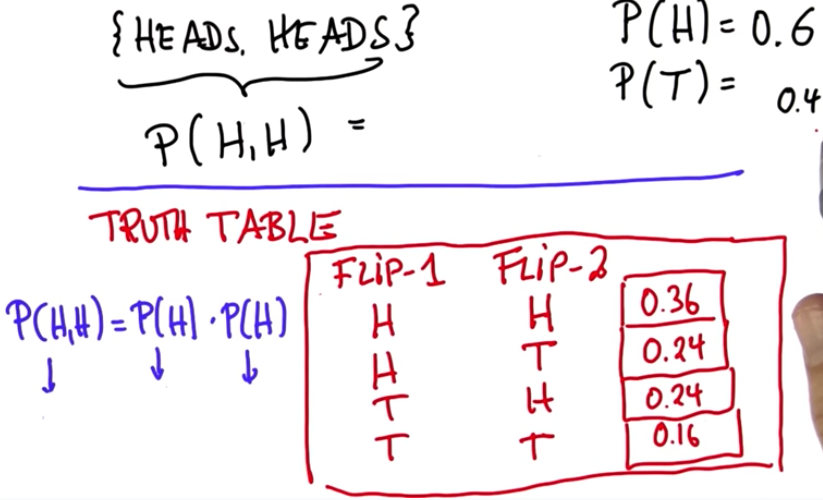 {HEADS, HEADS}
P(H,H) =
P(H) = 0.6
P(T) = 0.4
TRUTH TABLE
P(H,H) = P(H) · P(H)
↓ ↓ ↓
FLIP-1 FLIP-2
H H 0.36
H T 0.24
T H 0.24
T T 0.16